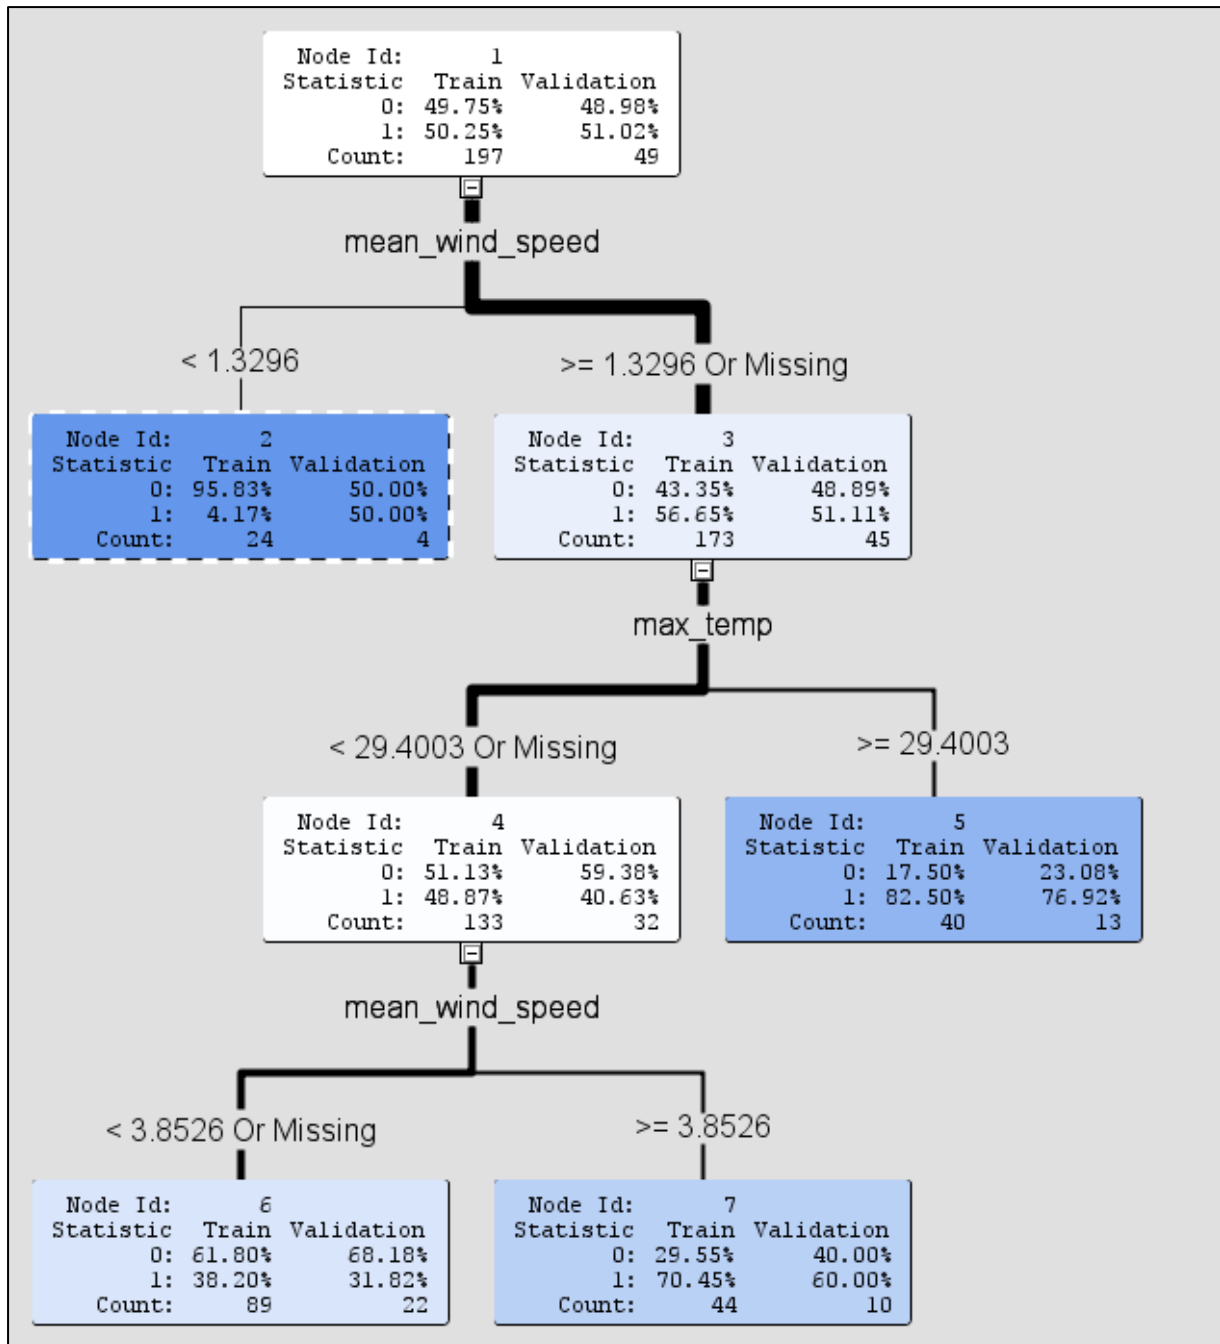 Node Id: 1
Statistic Train Validation
0: 49.75% 48.98%
1: 50.25% 51.02%
Count: 197 49
mean_wind_speed
< 1.3296
>= 1.3296 Or Missing
Node Id: 2
Statistic Train Validation
0: 95.83% 50.00%
1: 4.17% 50.00%
Count: 24 4
Node Id: 3
Statistic Train Validation
0: 43.35% 48.89%
1: 56.65% 51.11%
Count: 173 45
max_temp
< 29.4003 Or Missing
>= 29.4003
Node Id: 4
Statistic Train Validation
0: 51.13% 59.38%
1: 48.87% 40.63%
Count: 133 32
Node Id: 5
Statistic Train Validation
0: 17.50% 23.08%
1: 82.50% 76.92%
Count: 40 13
mean_wind_speed
< 3.8526 Or Missing
>= 3.8526
Node Id: 6
Statistic Train Validation
0: 61.80% 68.18%
1: 38.20% 31.82%
Count: 89 22
Node Id: 7
Statistic Train Validation
0: 29.55% 40.00%
1: 70.45% 60.00%
Count: 44 10